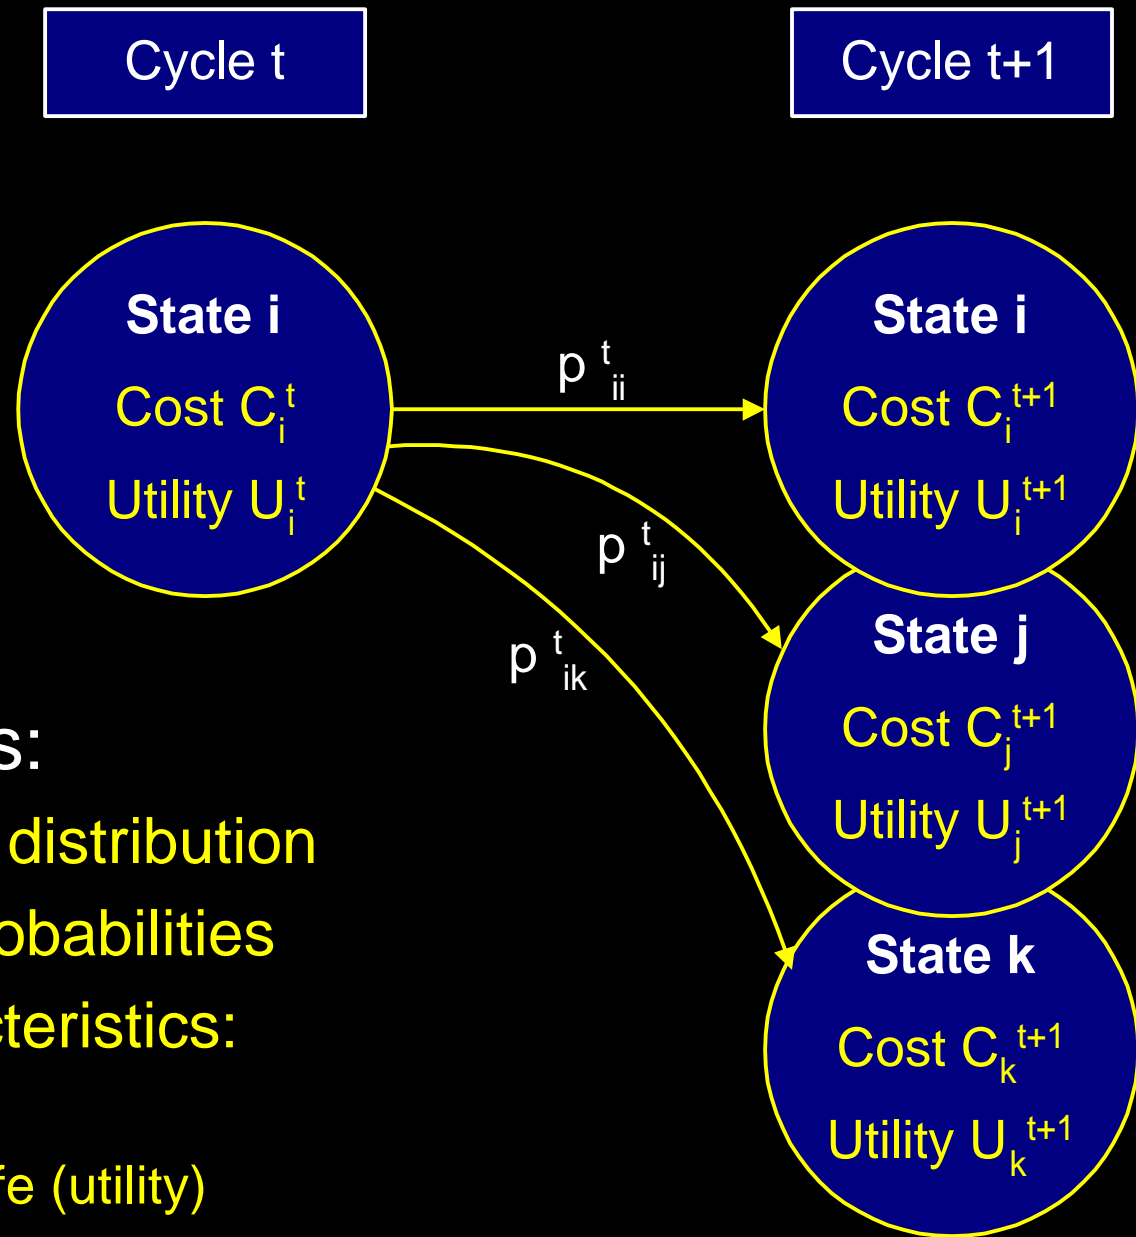 Cycle t
Cycle t+1
State i
Cost C_i^t
Utility U_i^t
p^t_ii
p^t_ij
p^t_ik
State i
Cost C_i^t+1
Utility U_i^t+1
State j
Cost C_j^t+1
Utility U_j^t+1
State k
Cost C_k^t+1
Utility U_k^t+1
s:
distribution
obabilities
cteristics:
fe (utility)